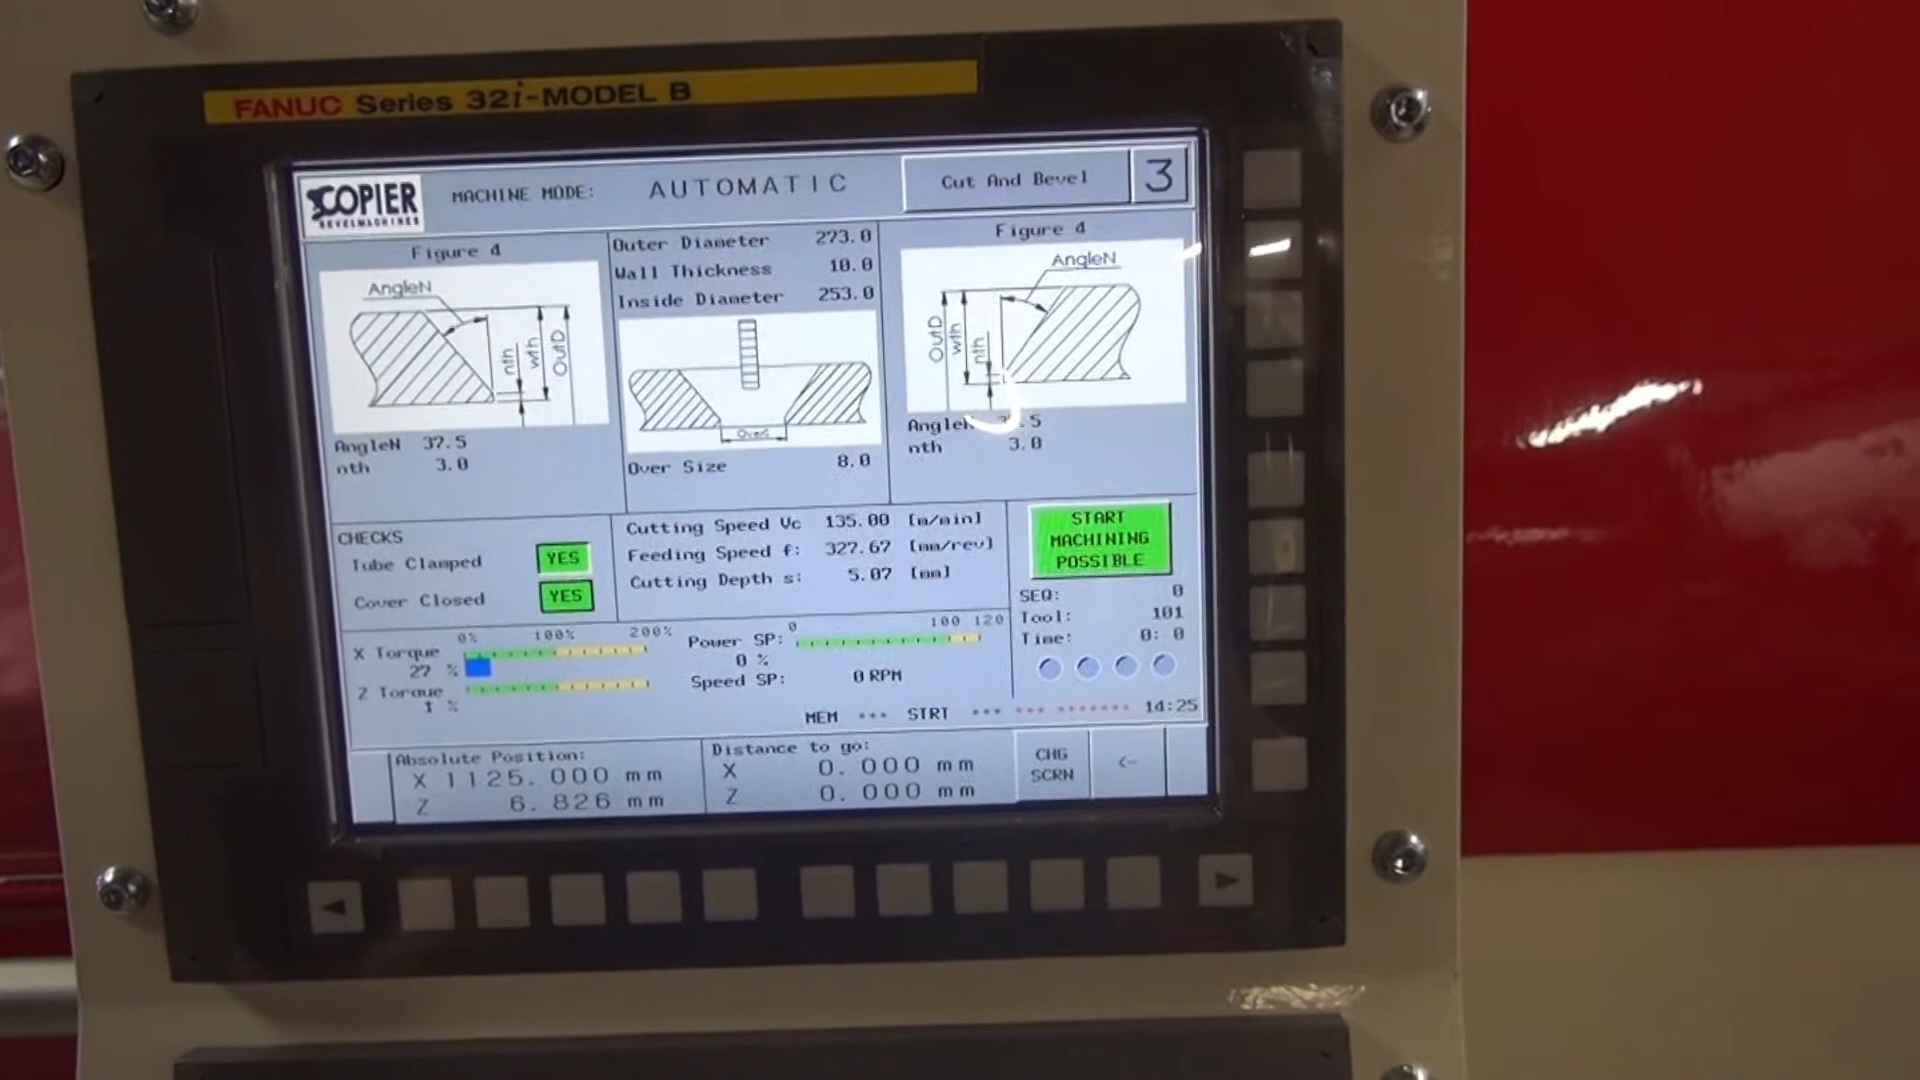 FANUC Series 32i-MODEL B
COPIER
BEVELMACHINES
MACHINE MODE: AUTOMATIC
Cut And Bevel 3
Figure 4
AngleN
nth
wth
OutD
AngleN 37.5
nth 3.0
Outer Diameter 273.0
Wall Thickness 10.0
Inside Diameter 253.0
OverS
Over Size 8.0
Figure 4
AngleN
OutD
wth
nth
AngleN .5
nth 3.0
CHECKS
Tube Clamped YES
Cover Closed YES
Cutting Speed Vc 135.00 [m/min]
Feeding Speed f: 327.67 [mm/rev]
Cutting Depth s: 5.07 [mm]
START
MACHINING
POSSIBLE
SEQ: 0
Tool: 101
Time: 0: 0
0% 100% 200%
X Torque
27 %
Z Torque
1 %
0 100 120
Power SP:
0 %
Speed SP: 0 RPM
MEM *** STRT *** *** ******* 14:25
Absolute Position:
X 1125.000 mm
Z 6.826 mm
Distance to go:
X 0.000 mm
Z 0.000 mm
CHG
SCRN
<-